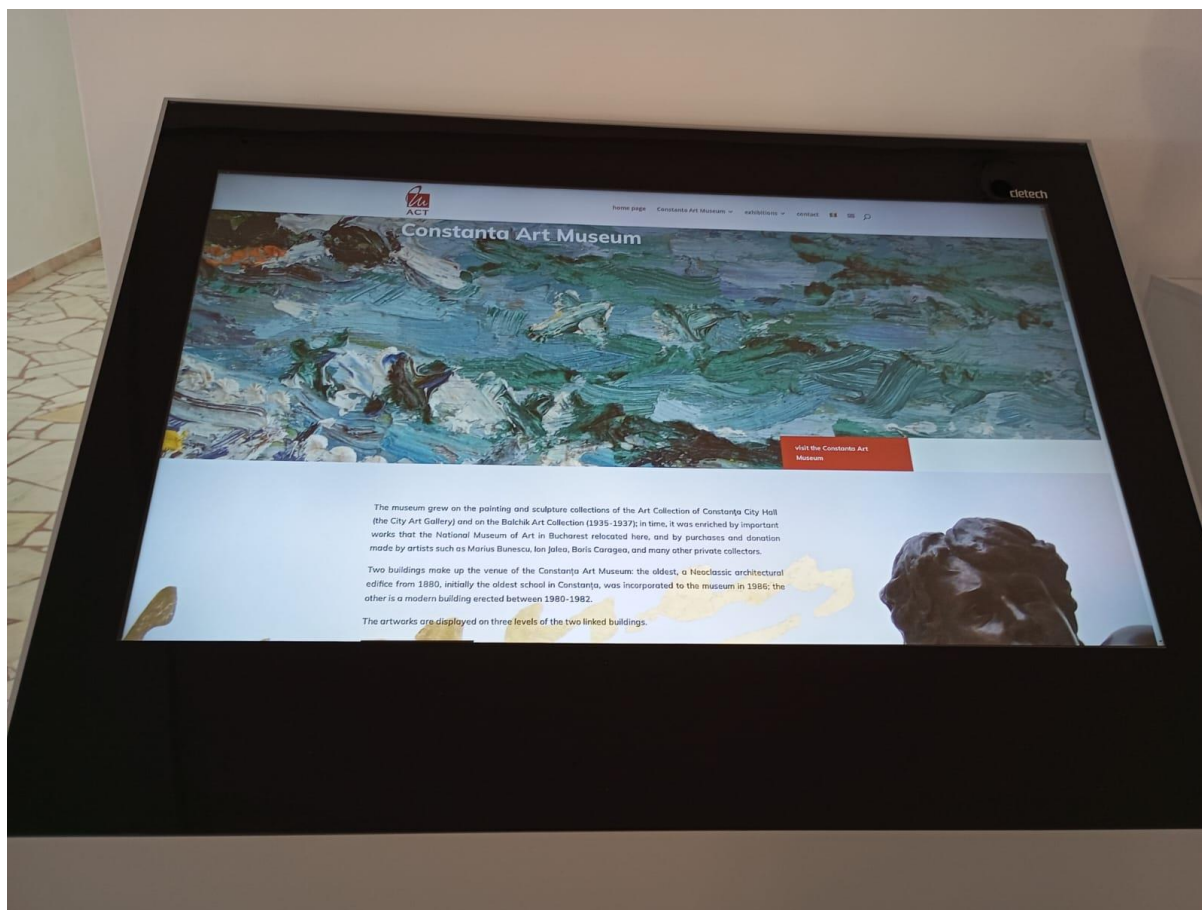 cletech
ACT
home page Constanta Art Museum exhibitions contact
Constanta Art Museum
visit the Constanta Art
Museum
The museum grew on the painting and sculpture collections of the Art Collection of Constanţa City Hall
(the City Art Gallery) and on the Balchik Art Collection (1935-1937); in time, it was enriched by important
works that the National Museum of Art in Bucharest relocated here, and by purchases and donation
made by artists such as Marius Bunescu, Ion Jalea, Boris Caragea, and many other private collectors.
Two buildings make up the venue of the Constanţa Art Museum: the oldest, a Neoclassic architectural
edifice from 1880, initially the oldest school in Constanţa, was incorporated to the museum in 1986; the
other is a modern building erected between 1980-1982.
The artworks are displayed on three levels of the two linked buildings.